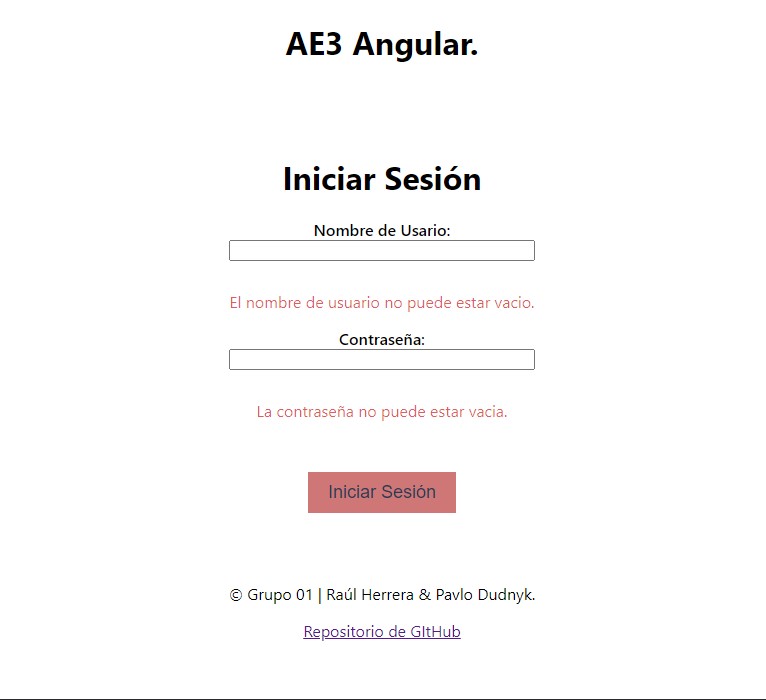 AE3 Angular.
Iniciar Sesión
Nombre de Usario:
El nombre de usuario no puede estar vacio.
Contraseña:
La contraseña no puede estar vacia.
Iniciar Sesión
© Grupo 01 | Raúl Herrera & Pavlo Dudnyk.
Repositorio de GItHub